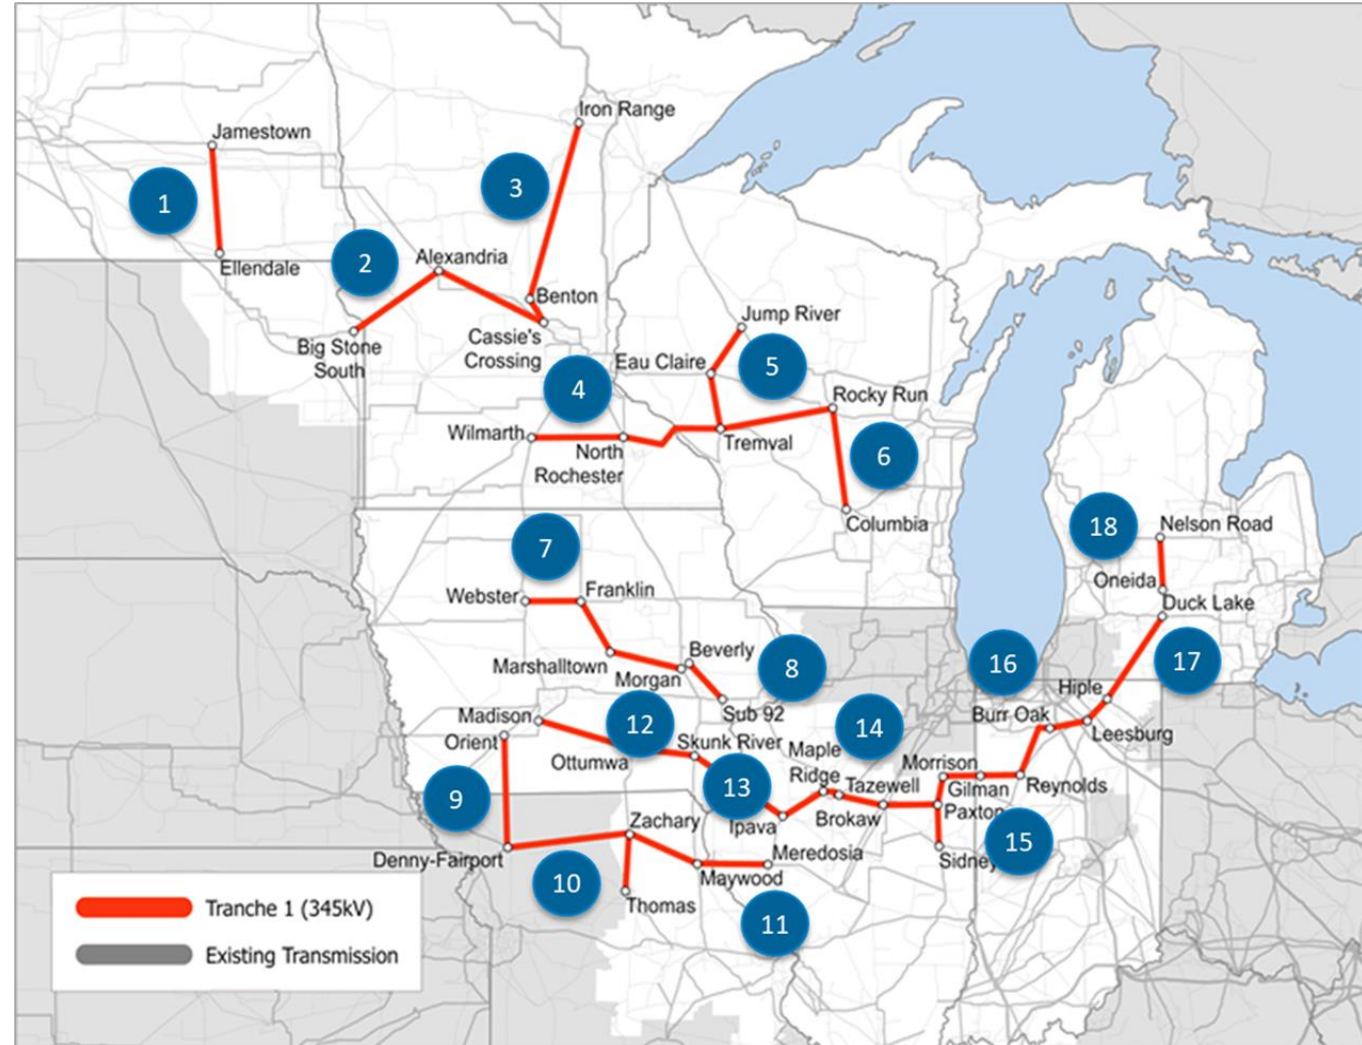 Iron Range
Jamestown
3
1
Alexandria
2
Ellendale
Benton
Jump River
Big Stone
South
Cassie's
Crossing
Eau Claire
5
4
Rocky Run
Wilmarth
North
Rochester
Tremval
6
Columbia
18
Nelson Road
7
Oneida
Webster
Franklin
Duck Lake
Beverly
Marshalltown
Morgan
8
16
17
Hiple
Sub 92
Madison
12
14
Burr Oak
Leesburg
Orient
Skunk River
Ottumwa
Maple
Ridge
Morrison
13
Tazewell
Gilman
Reynolds
9
Ipava
Brokaw
Paxton
Zachary
15
Denny-Fairport
Meredosia
Sidney
10
Maywood
Thomas
11
Tranche 1 (345kV)
Existing Transmission